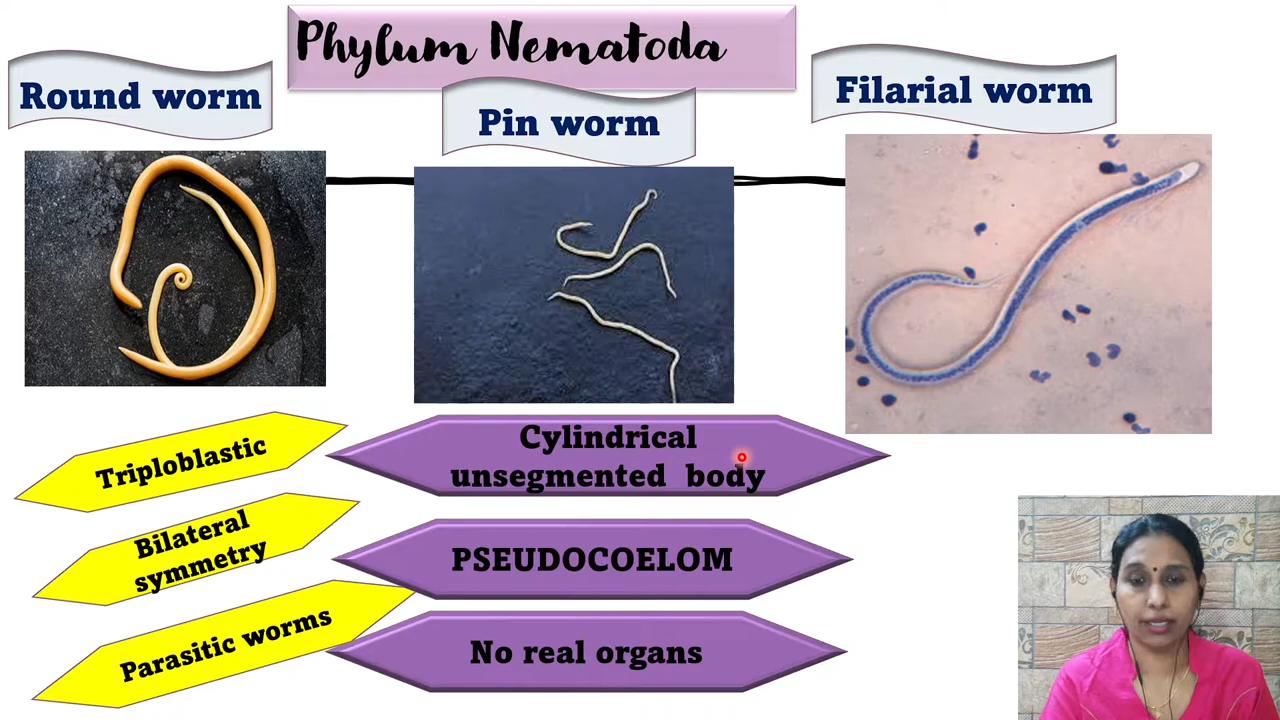 Phylum Nematoda
Round worm
Pin worm
Filarial worm
Triploblastic
Bilateral
symmetry
Parasitic worms
Cylindrical
unsegmented body
PSEUDOCOELOM
No real organs